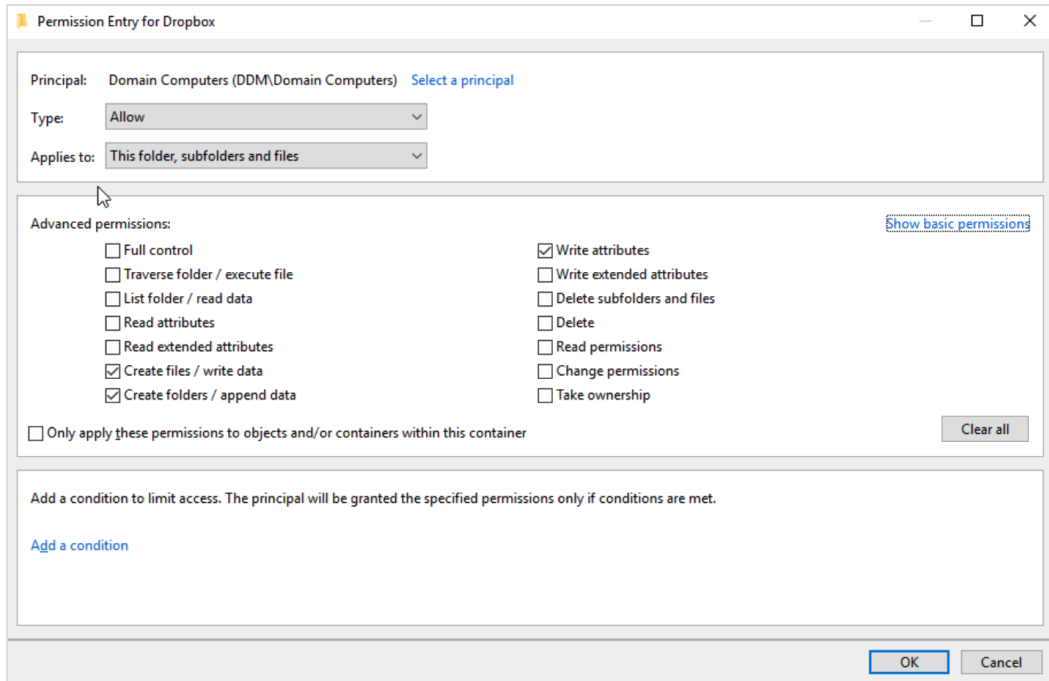 Permission Entry for Dropbox
Principal: Domain Computers (DDM\Domain Computers) Select a principal
Type: Allow
Applies to: This folder, subfolders and files
Advanced permissions: Show basic permissions
Full control
Traverse folder / execute file
List folder / read data
Read attributes
Read extended attributes
Create files / write data
Create folders / append data
Write attributes
Write extended attributes
Delete subfolders and files
Delete
Read permissions
Change permissions
Take ownership
Only apply these permissions to objects and/or containers within this container
Clear all
Add a condition to limit access. The principal will be granted the specified permissions only if conditions are met.
Add a condition
OK Cancel